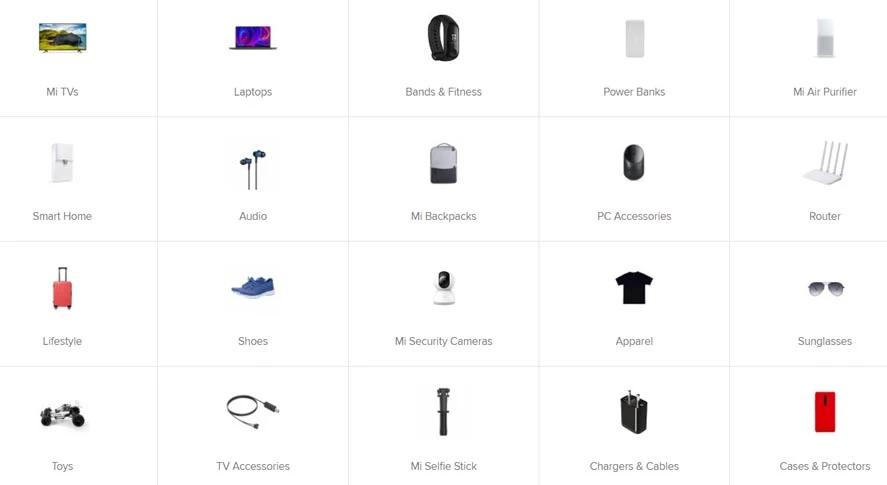 Mi TVs
Laptops
Bands & Fitness
Power Banks
Mi Air Purifier
Smart Home
Audio
Mi Backpacks
PC Accessories
Router
Lifestyle
Shoes
Mi Security Cameras
Apparel
Sunglasses
Toys
TV Accessories
Mi Selfie Stick
Chargers & Cables
Cases & Protectors